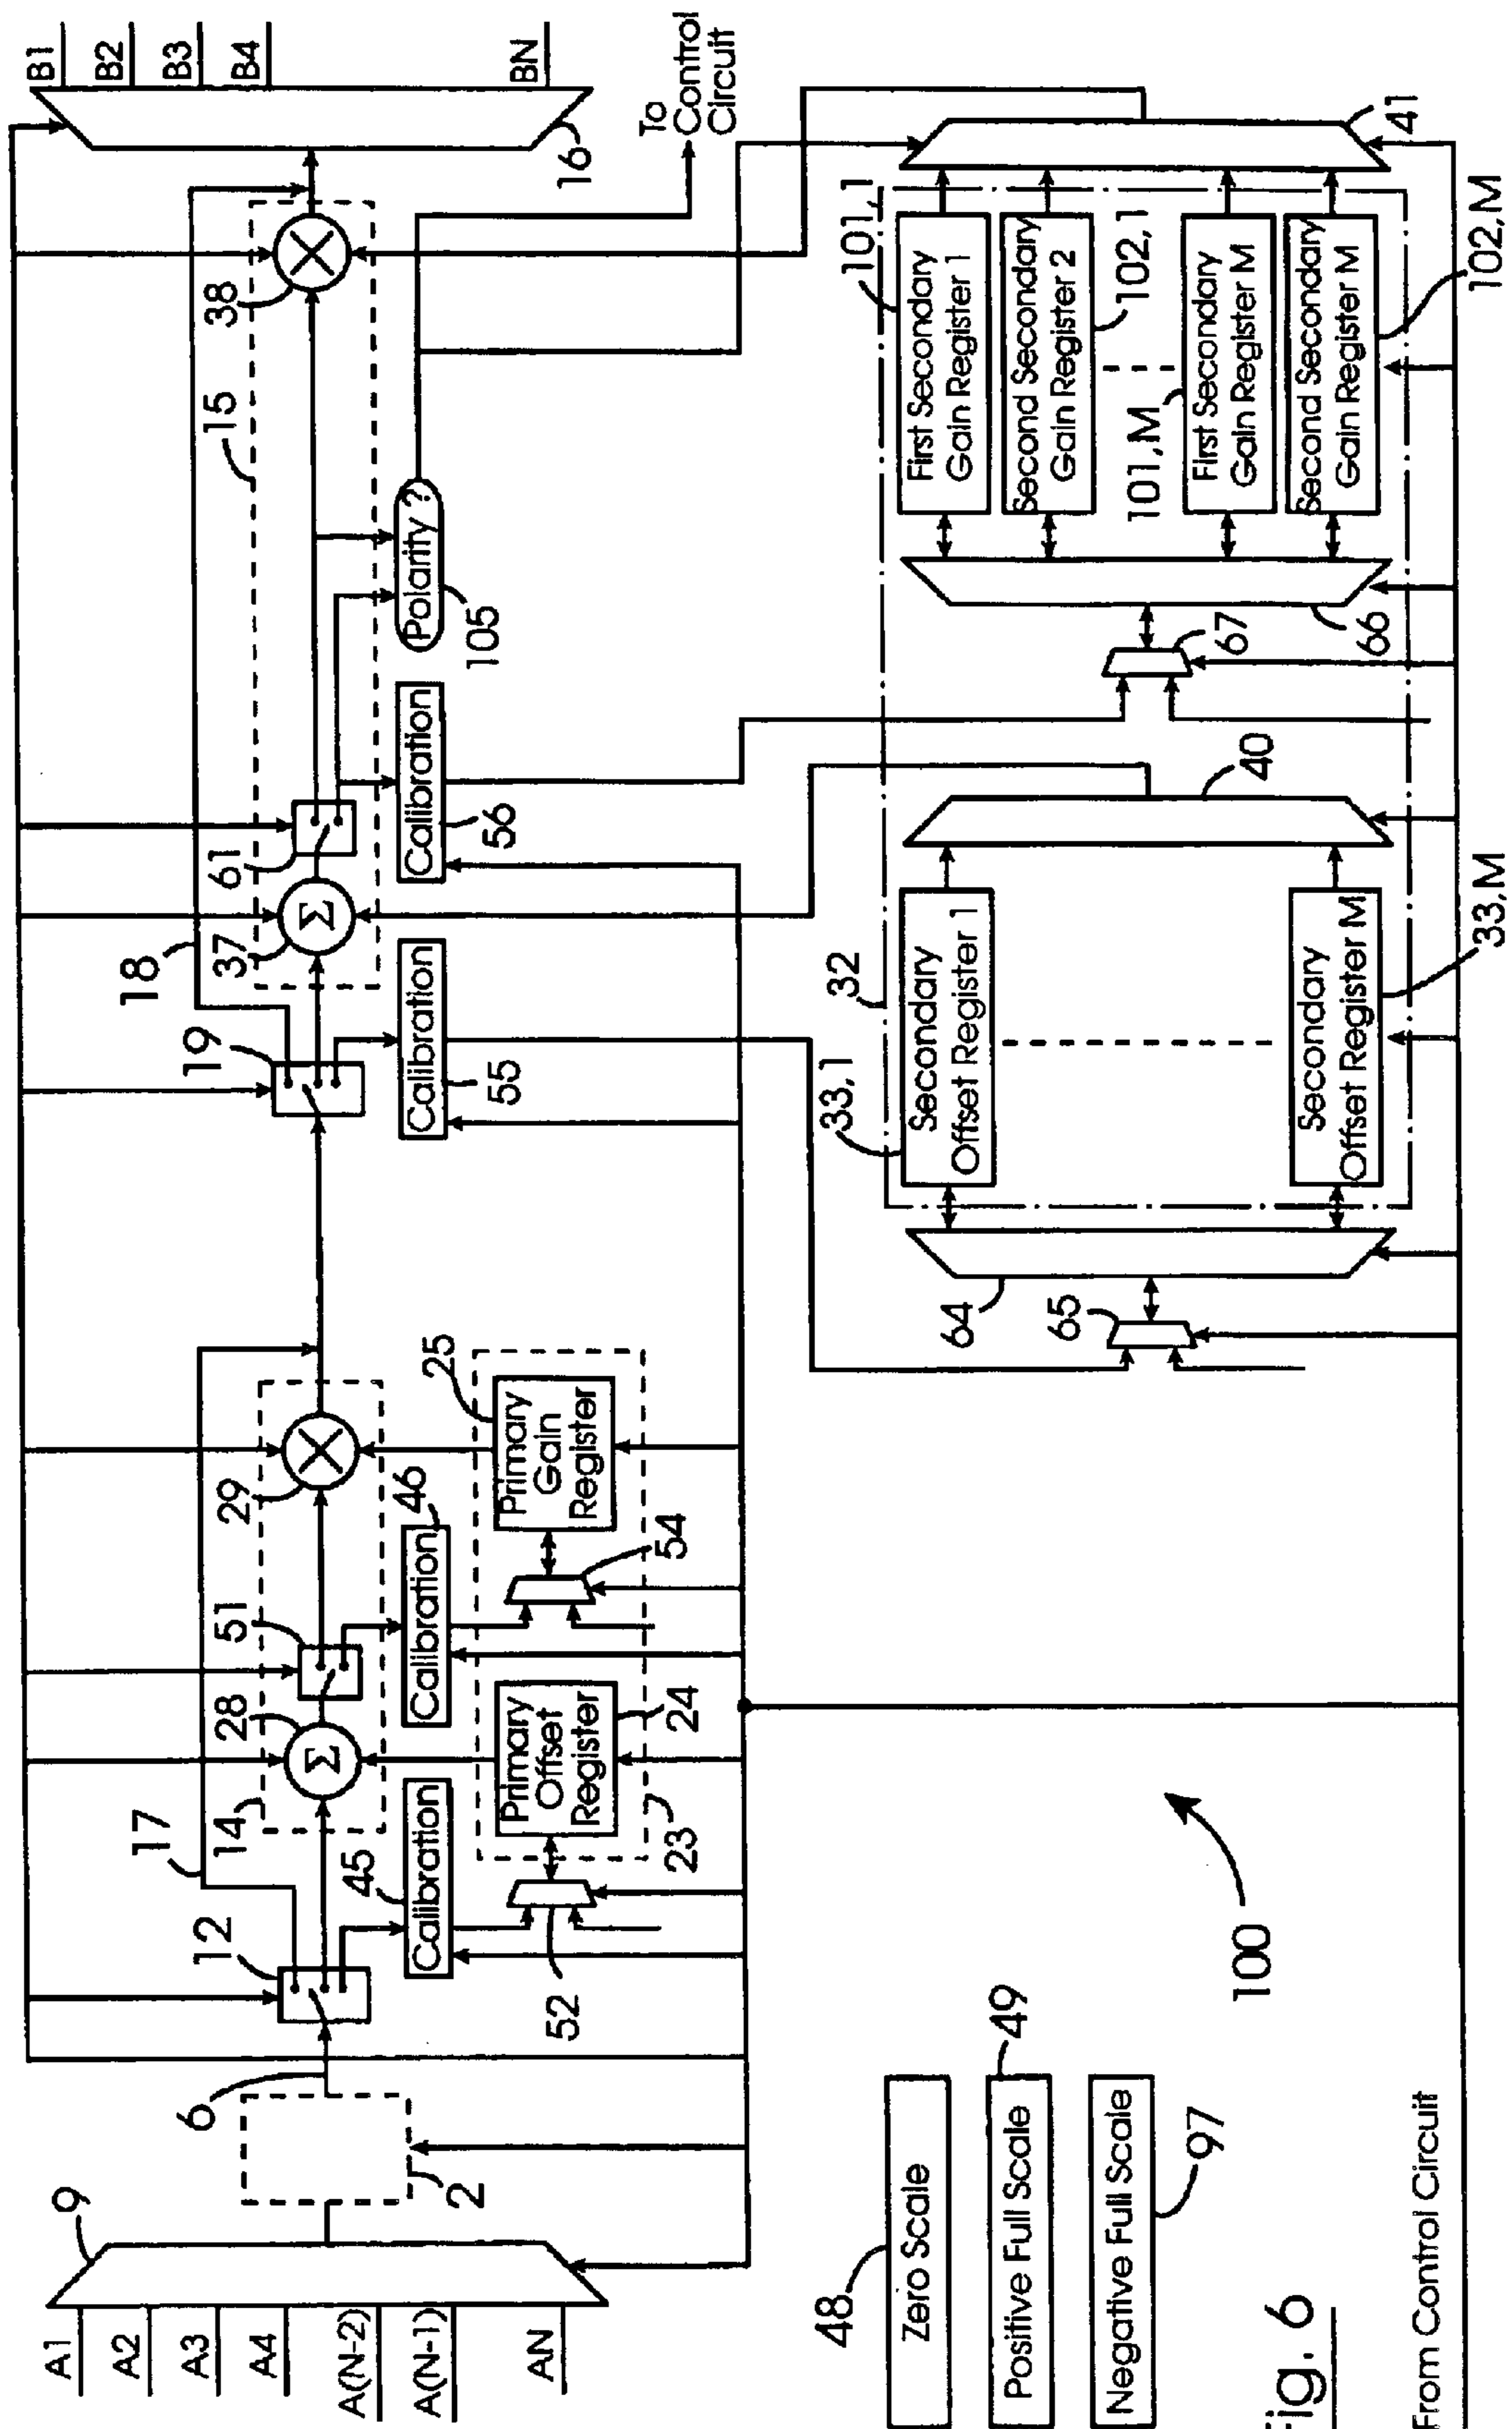 A1
A2
A3
A4
A(N-2)
A(N-1)
AN
9
2
6
12
17
14
28
51
29
45
Calibration
46
Calibration
52
Primary
Offset
Register
24
23
54
Primary
Gain
Register
25
19
18
37
Σ
Σ
61
15
38
55
Calibration
56
Calibration
Polarity ?
105
16
B1
B2
B3
B4
BN
To
Control
Circuit
48
Zero Scale
49
Positive Full Scale
Negative Full Scale
97
100
64
65
33,1
32
Secondary
Offset Register 1
Secondary
Offset Register M
33,M
40
67
66
101,1
First Secondary
Gain Register 1
Second Secondary
Gain Register 2
102,1
101,M
First Secondary
Gain Register M
Second Secondary
Gain Register M
102,M
41
From Control Circuit
Fig. 6